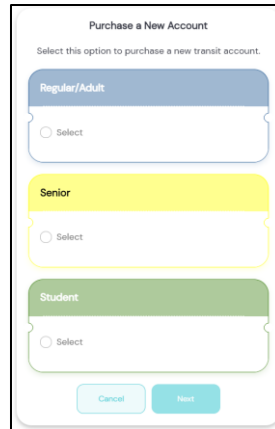 Purchase a New Account
Select this option to purchase a new transit account.
Regular/Adult
Select
Senior
Select
Student
Select
Cancel Next